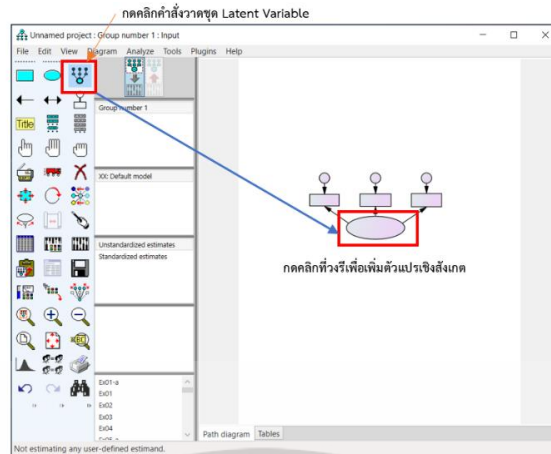 กดคลิกคำสั่งวาดชุด Latent Variable
Unnamed project : Group number 1 : Input
File Edit View Diagram Analyze Tools Plugins Help
Title
Group number 1
XX: Default model
Unstandardized estimates
Standardized estimates
กดคลิกที่วงรีเพื่อเพิ่มตัวแปรเชิงสังเกต
Ex01-a
Ex01
Ex02
Ex03
Ex04
Path diagram Tables
Not estimating any user-defined estimand.